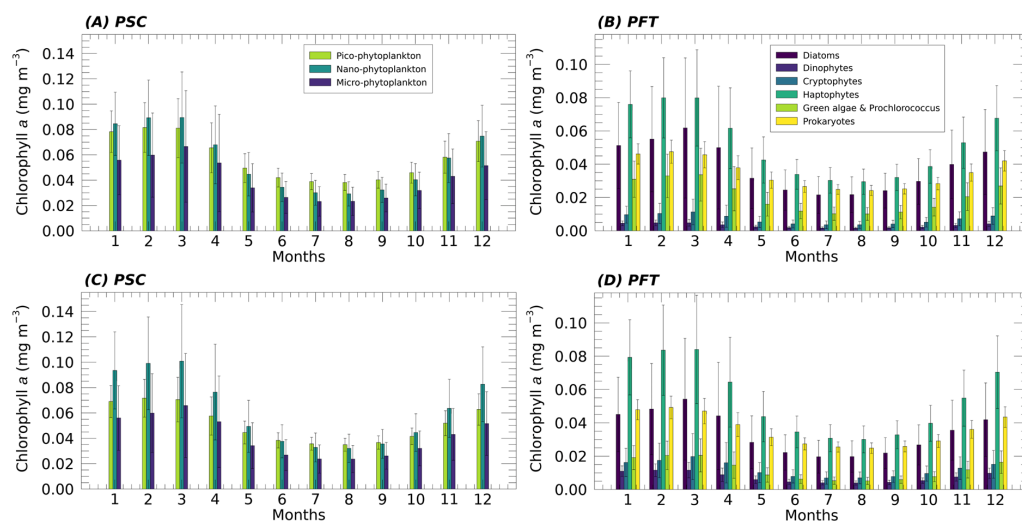 (A) PSC
Chlorophyll a (mg m⁻³)
0.14
0.12
0.10
0.08
0.06
0.04
0.02
0.00
Pico-phytoplankton
Nano-phytoplankton
Micro-phytoplankton
1 2 3 4 5 6 7 8 9 10 11 12
Months
(B) PFT
Chlorophyll a (mg m⁻³)
0.10
0.08
0.06
0.04
0.02
0.00
Diatoms
Dinophytes
Cryptophytes
Haptophytes
Green algae & Prochlorococcus
Prokaryotes
1 2 3 4 5 6 7 8 9 10 11 12
Months
(C) PSC
Chlorophyll a (mg m⁻³)
0.14
0.12
0.10
0.08
0.06
0.04
0.02
0.00
1 2 3 4 5 6 7 8 9 10 11 12
Months
(D) PFT
Chlorophyll a (mg m⁻³)
0.10
0.08
0.06
0.04
0.02
0.00
1 2 3 4 5 6 7 8 9 10 11 12
Months